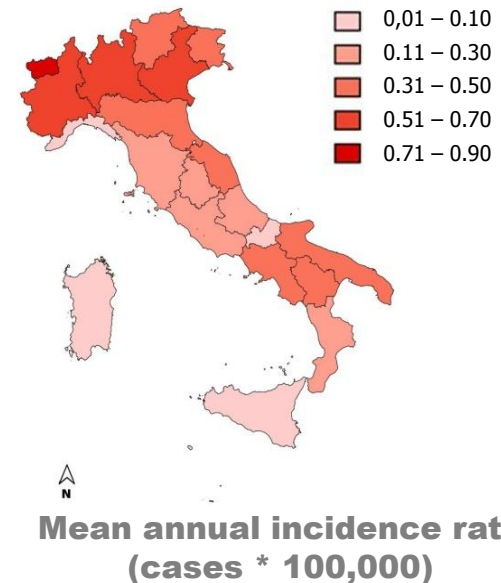 0,01 – 0.10
0.11 – 0.30
0.31 – 0.50
0.51 – 0.70
0.71 – 0.90
N
Mean annual incidence rat
(cases * 100,000)